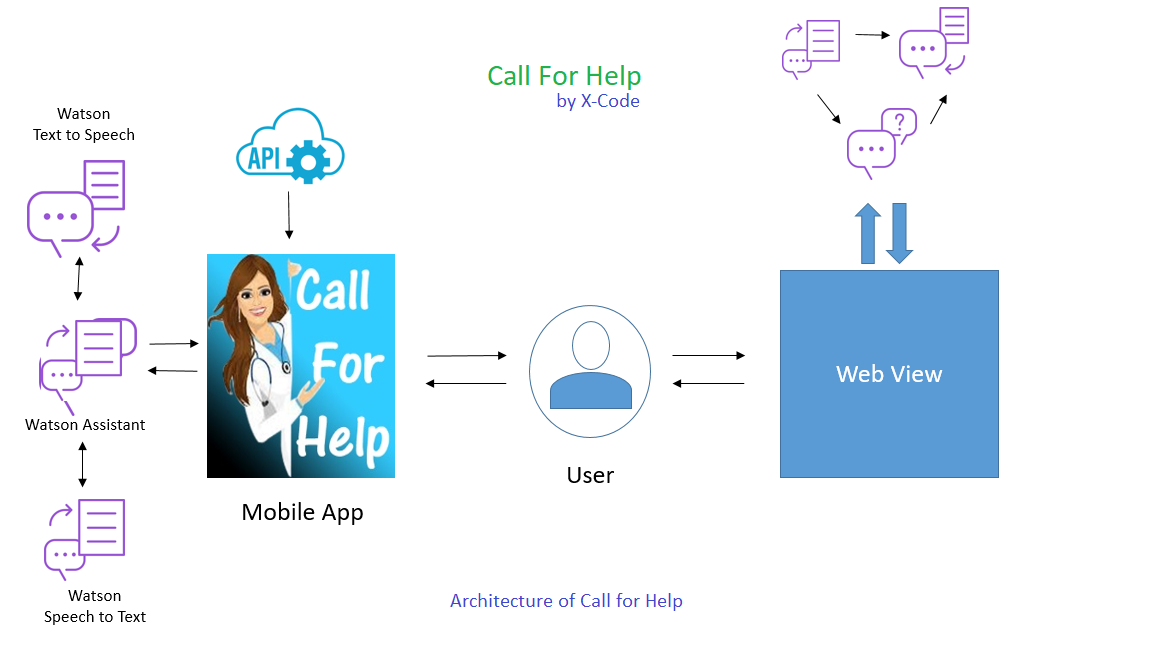 Call For Help
by X-Code
Watson
Text to Speech
API
?
Call
For
Help
Web View
Watson Assistant
User
Mobile App
Watson
Speech to Text
Architecture of Call for Help